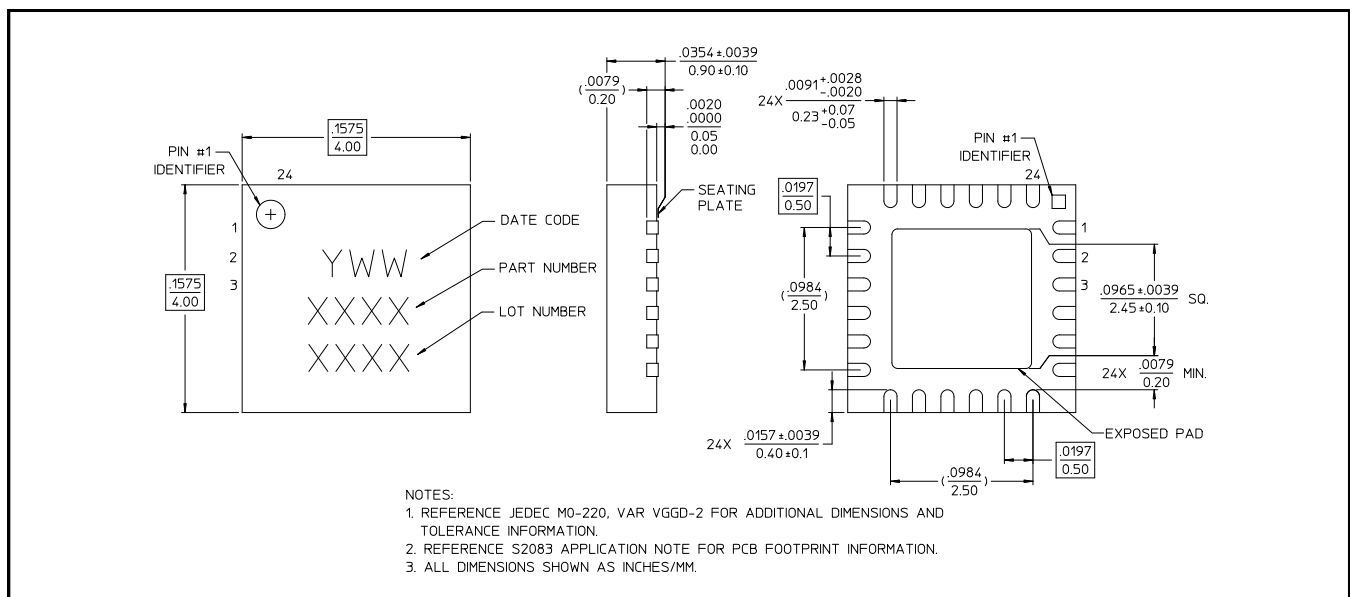 .0354±.0039
0.90±0.10
(.0079
0.20)
.0020
.0000
0.05
0.00
24X .0091+.0028
-.0020
0.23+0.07
-0.05
.1575
4.00
PIN #1
IDENTIFIER
24
PIN #1
IDENTIFIER
24
SEATING
PLATE
.0197
0.50
1
2
3
DATE CODE
YWW
PART NUMBER
XXXX
LOT NUMBER
XXXX
.1575
4.00
(.0984
2.50)
1
2
3
.0965±.0039
2.45±0.10 SQ.
24X .0079
0.20 MIN.
EXPOSED PAD
24X .0157±.0039
0.40±0.1
.0197
0.50
(.0984)
2.50
NOTES:
1. REFERENCE JEDEC MO-220, VAR VGGD-2 FOR ADDITIONAL DIMENSIONS AND
TOLERANCE INFORMATION.
2. REFERENCE S2083 APPLICATION NOTE FOR PCB FOOTPRINT INFORMATION.
3. ALL DIMENSIONS SHOWN AS INCHES/MM.